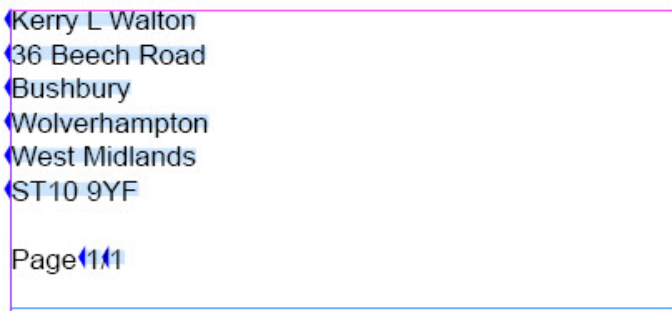 Kerry L Walton
36 Beech Road
Bushbury
Wolverhampton
West Midlands
ST10 9YF
Page 1/1